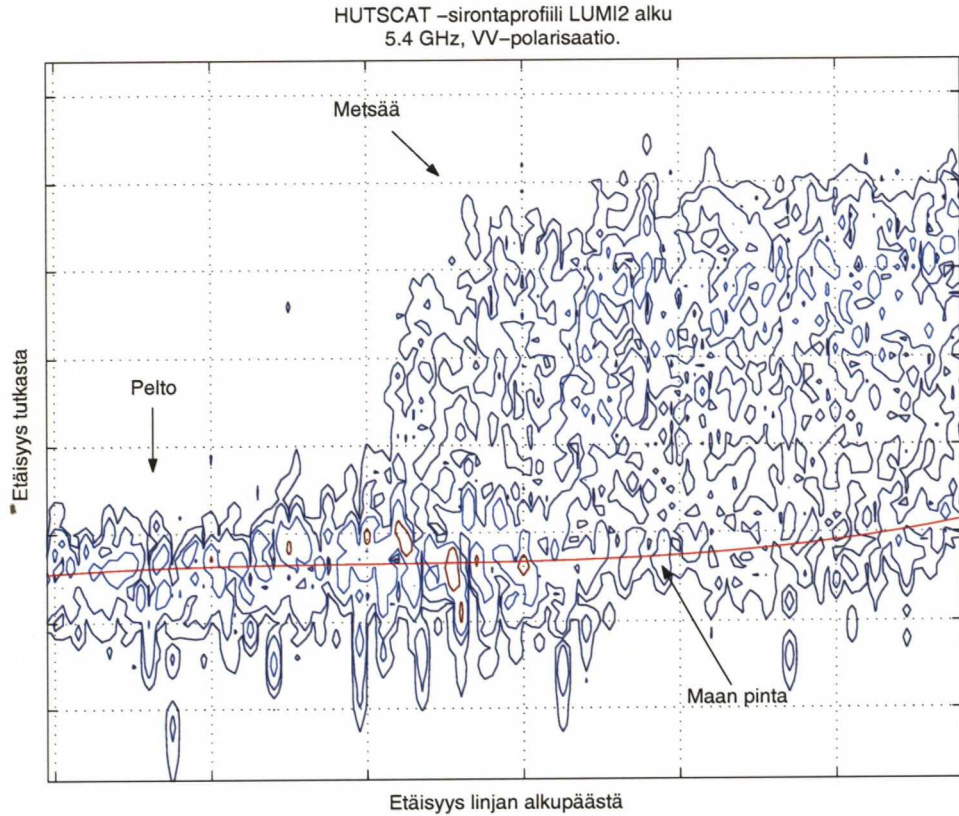 HUTSCAT –sirontaprofiili LUMI2 alku
5.4 GHz, VV–polarisaatio.
Metsää
Pelto
Etäisyys tutkasta
Maan pinta
Etäisyys linjan alkupäästä